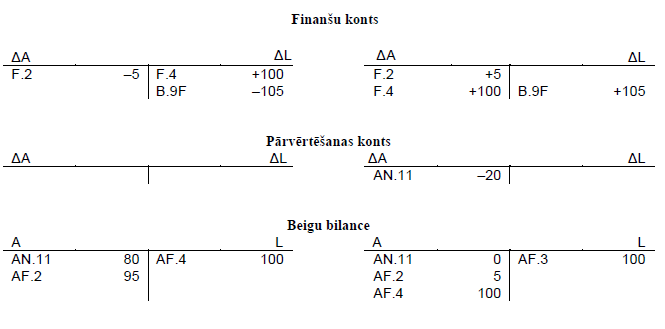 Finanšu konts
ΔA ΔL ΔA ΔL
F.2 –5 F.4 +100 F.2 +5
B.9F –105 F.4 +100 B.9F +105
Pārvērtēšanas konts
ΔA ΔL ΔA ΔL
AN.11 –20
Beigu bilance
A L A L
AN.11 80 AF.4 100 AN.11 0 AF.3 100
AF.2 95 AF.2 5
AF.4 100